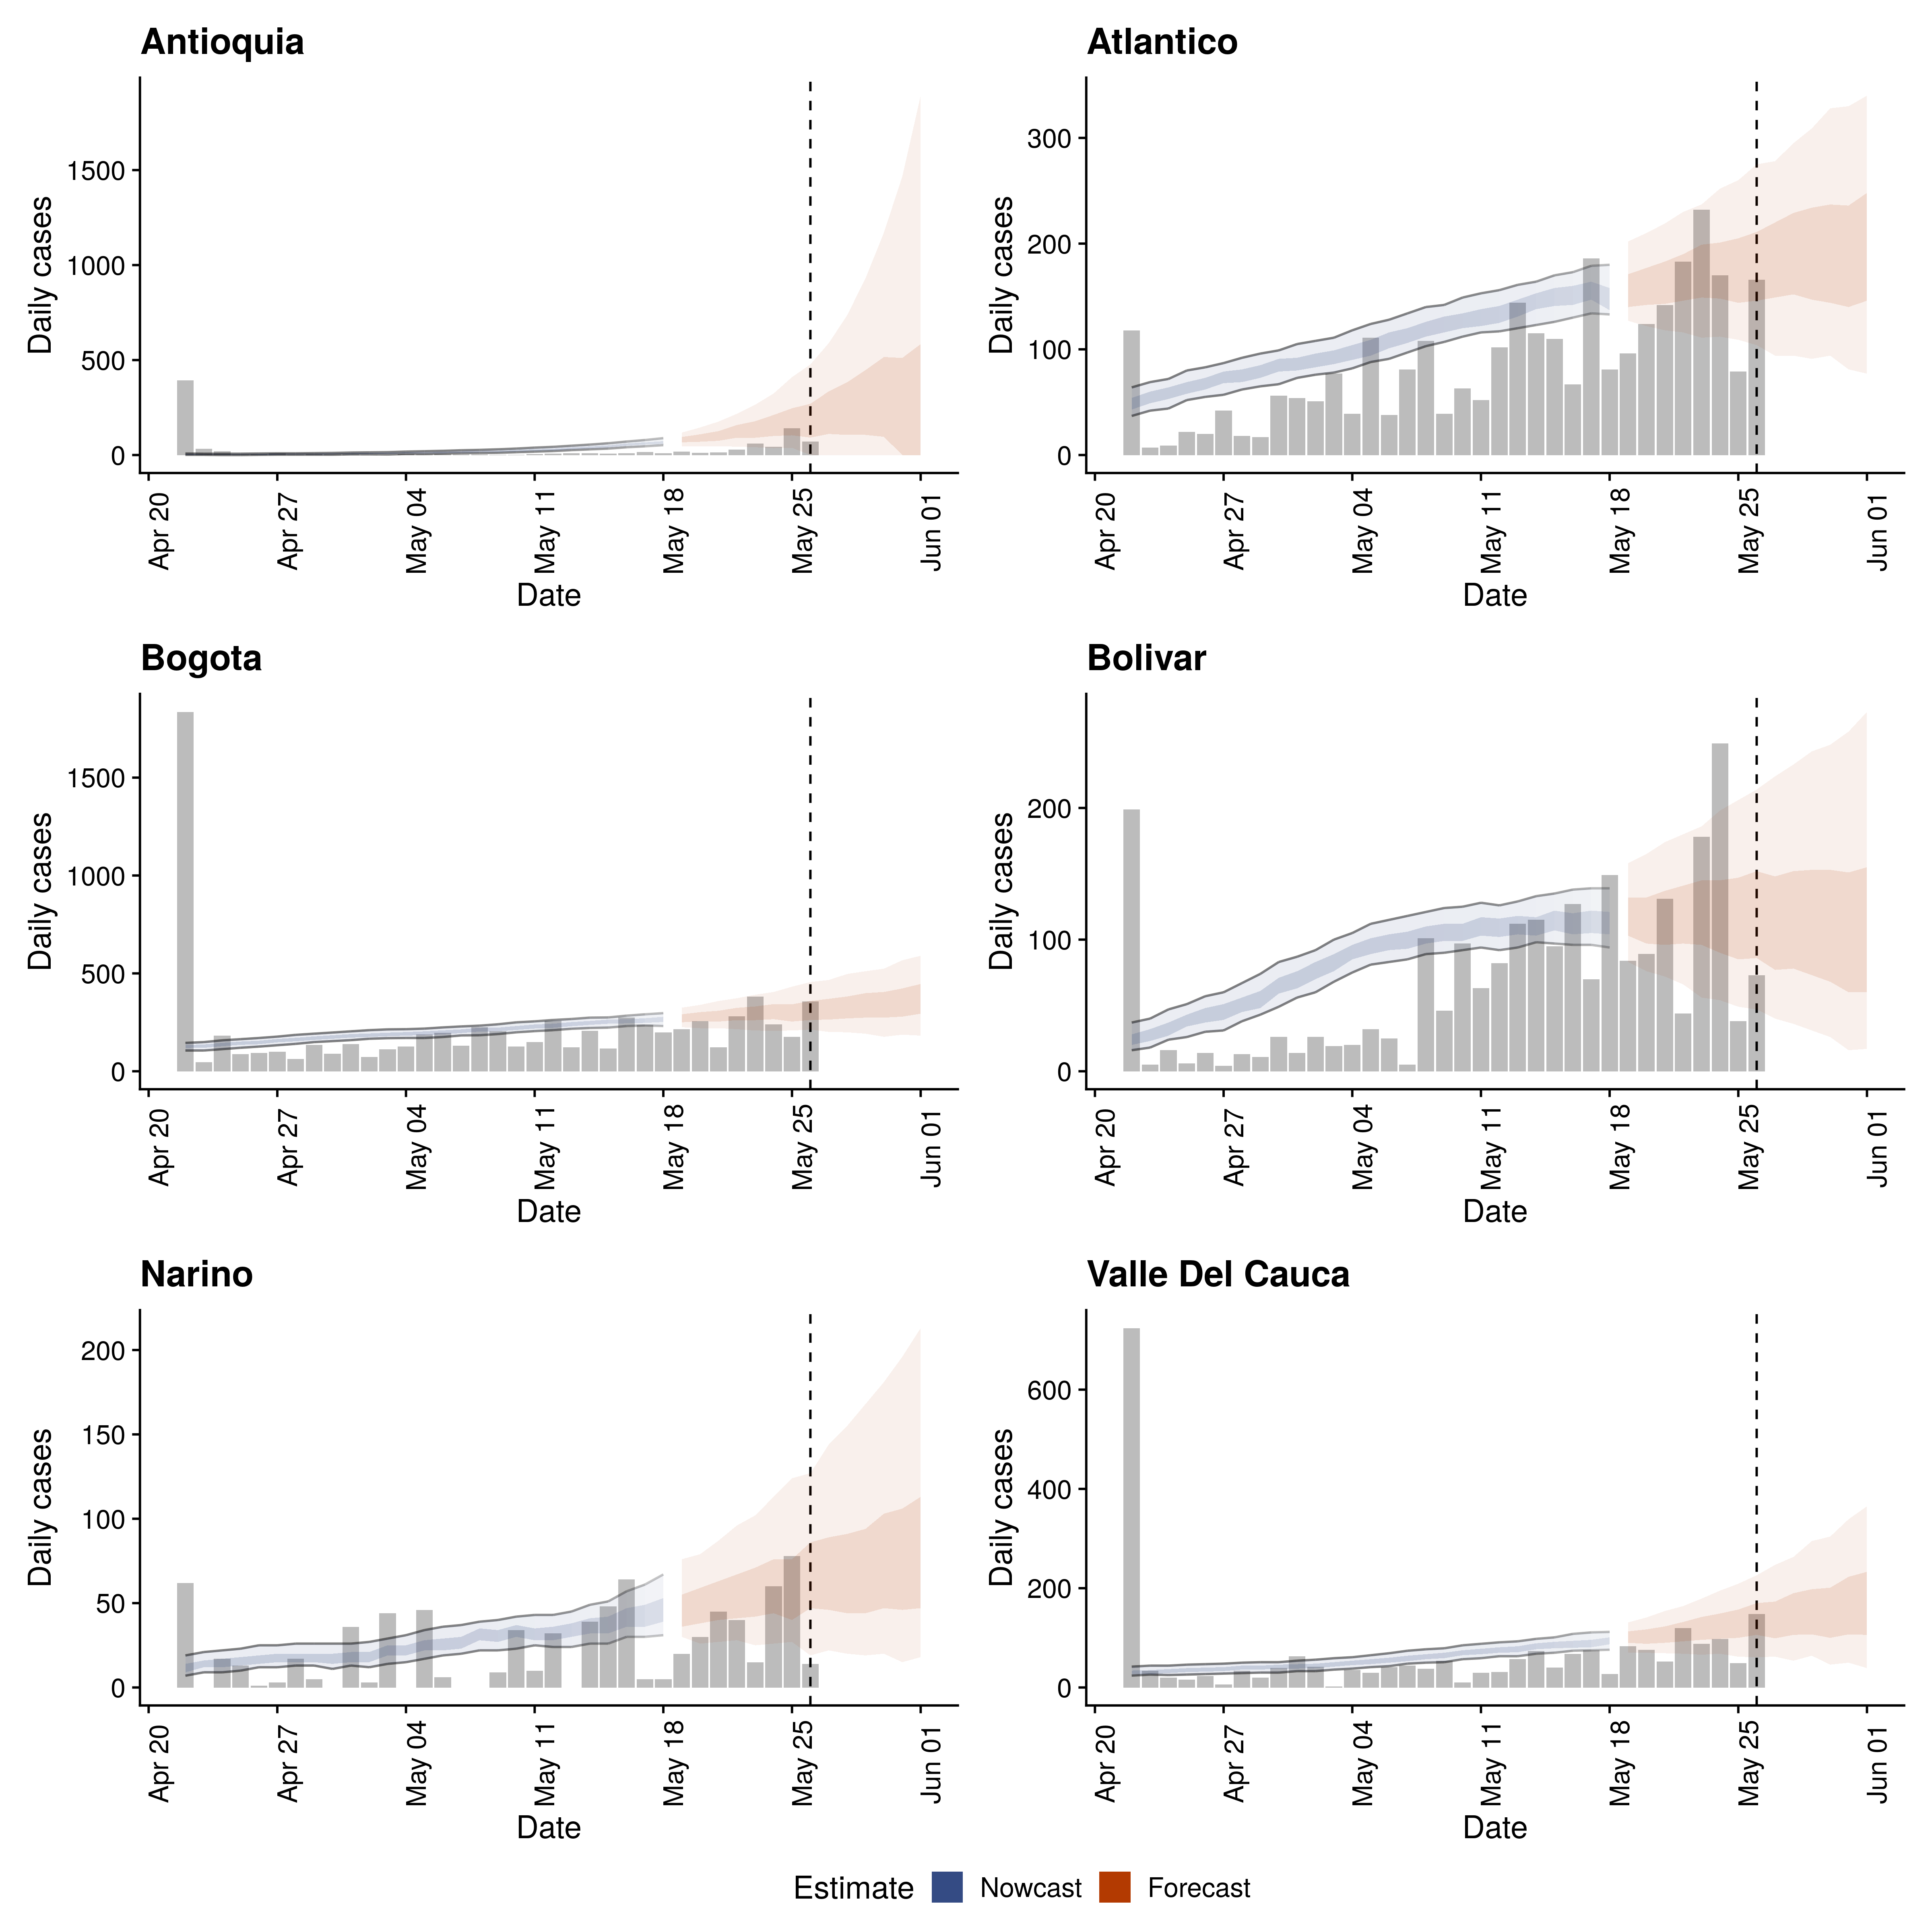 Antioquia
Daily cases
1500
1000
500
0
Apr 20
Apr 27
May 04
May 11
May 18
May 25
Jun 01
Date
Atlantico
Daily cases
300
200
100
0
Apr 20
Apr 27
May 04
May 11
May 18
May 25
Jun 01
Date
Bogota
Daily cases
1500
1000
500
0
Apr 20
Apr 27
May 04
May 11
May 18
May 25
Jun 01
Date
Bolivar
Daily cases
200
100
0
Apr 20
Apr 27
May 04
May 11
May 18
May 25
Jun 01
Date
Narino
Daily cases
200
150
100
50
0
Apr 20
Apr 27
May 04
May 11
May 18
May 25
Jun 01
Date
Valle Del Cauca
Daily cases
600
400
200
0
Apr 20
Apr 27
May 04
May 11
May 18
May 25
Jun 01
Date
Estimate Nowcast Forecast